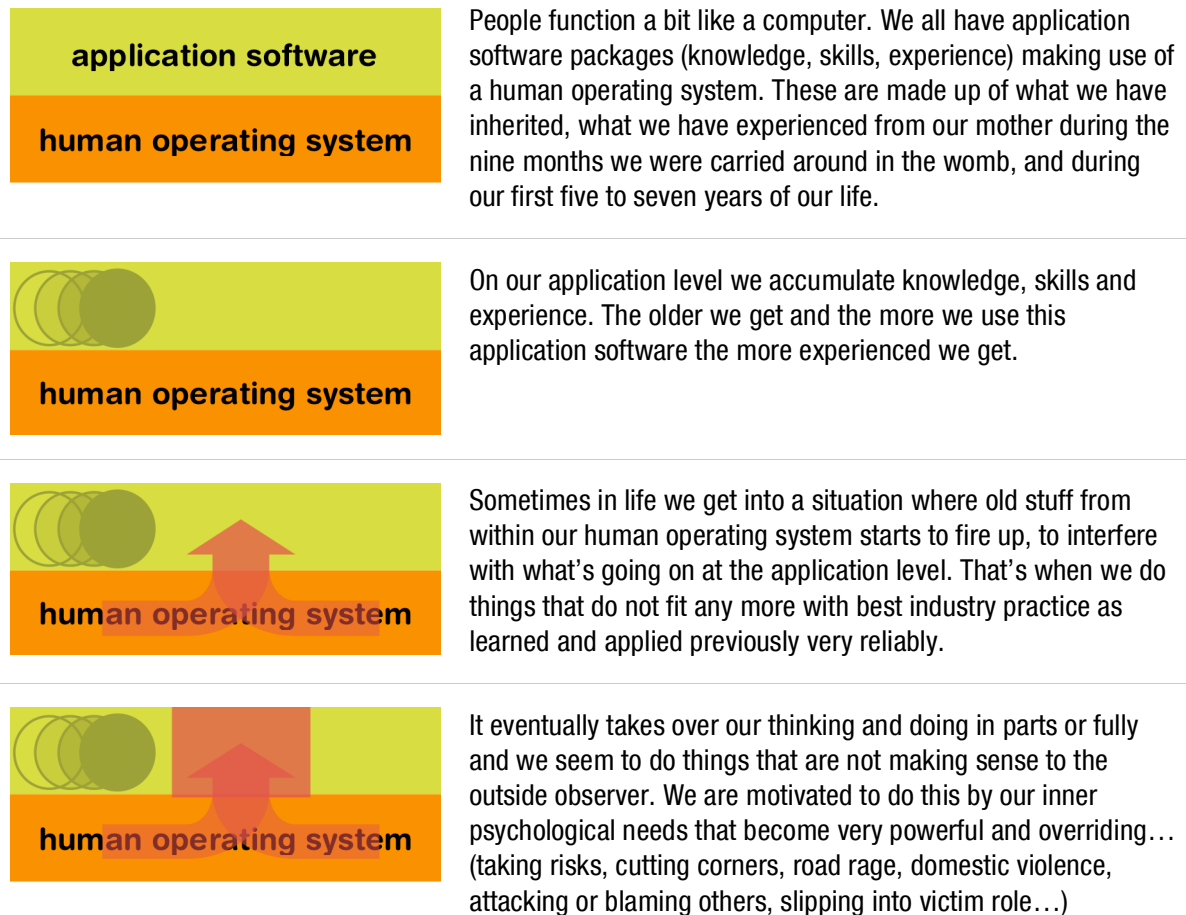 application software
human operating system
People function a bit like a computer. We all have application
software packages (knowledge, skills, experience) making use of
a human operating system. These are made up of what we have
inherited, what we have experienced from our mother during the
nine months we were carried around in the womb, and during
our first five to seven years of our life.
human operating system
On our application level we accumulate knowledge, skills and
experience. The older we get and the more we use this
application software the more experienced we get.
human operating system
Sometimes in life we get into a situation where old stuff from
within our human operating system starts to fire up, to interfere
with what’s going on at the application level. That’s when we do
things that do not fit any more with best industry practice as
learned and applied previously very reliably.
human operating system
It eventually takes over our thinking and doing in parts or fully
and we seem to do things that are not making sense to the
outside observer. We are motivated to do this by our inner
psychological needs that become very powerful and overriding…
(taking risks, cutting corners, road rage, domestic violence,
attacking or blaming others, slipping into victim role…)